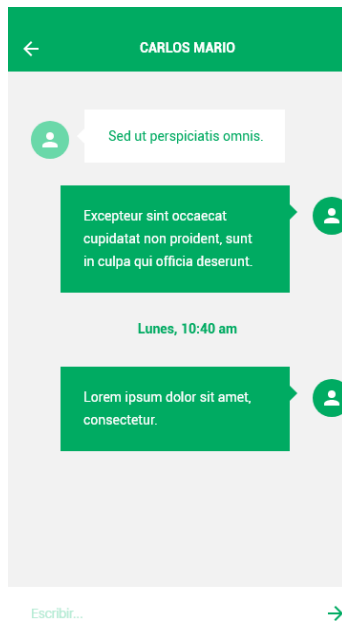 CARLOS MARIO
Sed ut perspiciatis omnis.
Excepteur sint occaecat
cupidatat non proident, sunt
in culpa qui officia deserunt.
Lunes, 10:40 am
Lorem ipsum dolor sit amet,
consectetur.
Escribir...